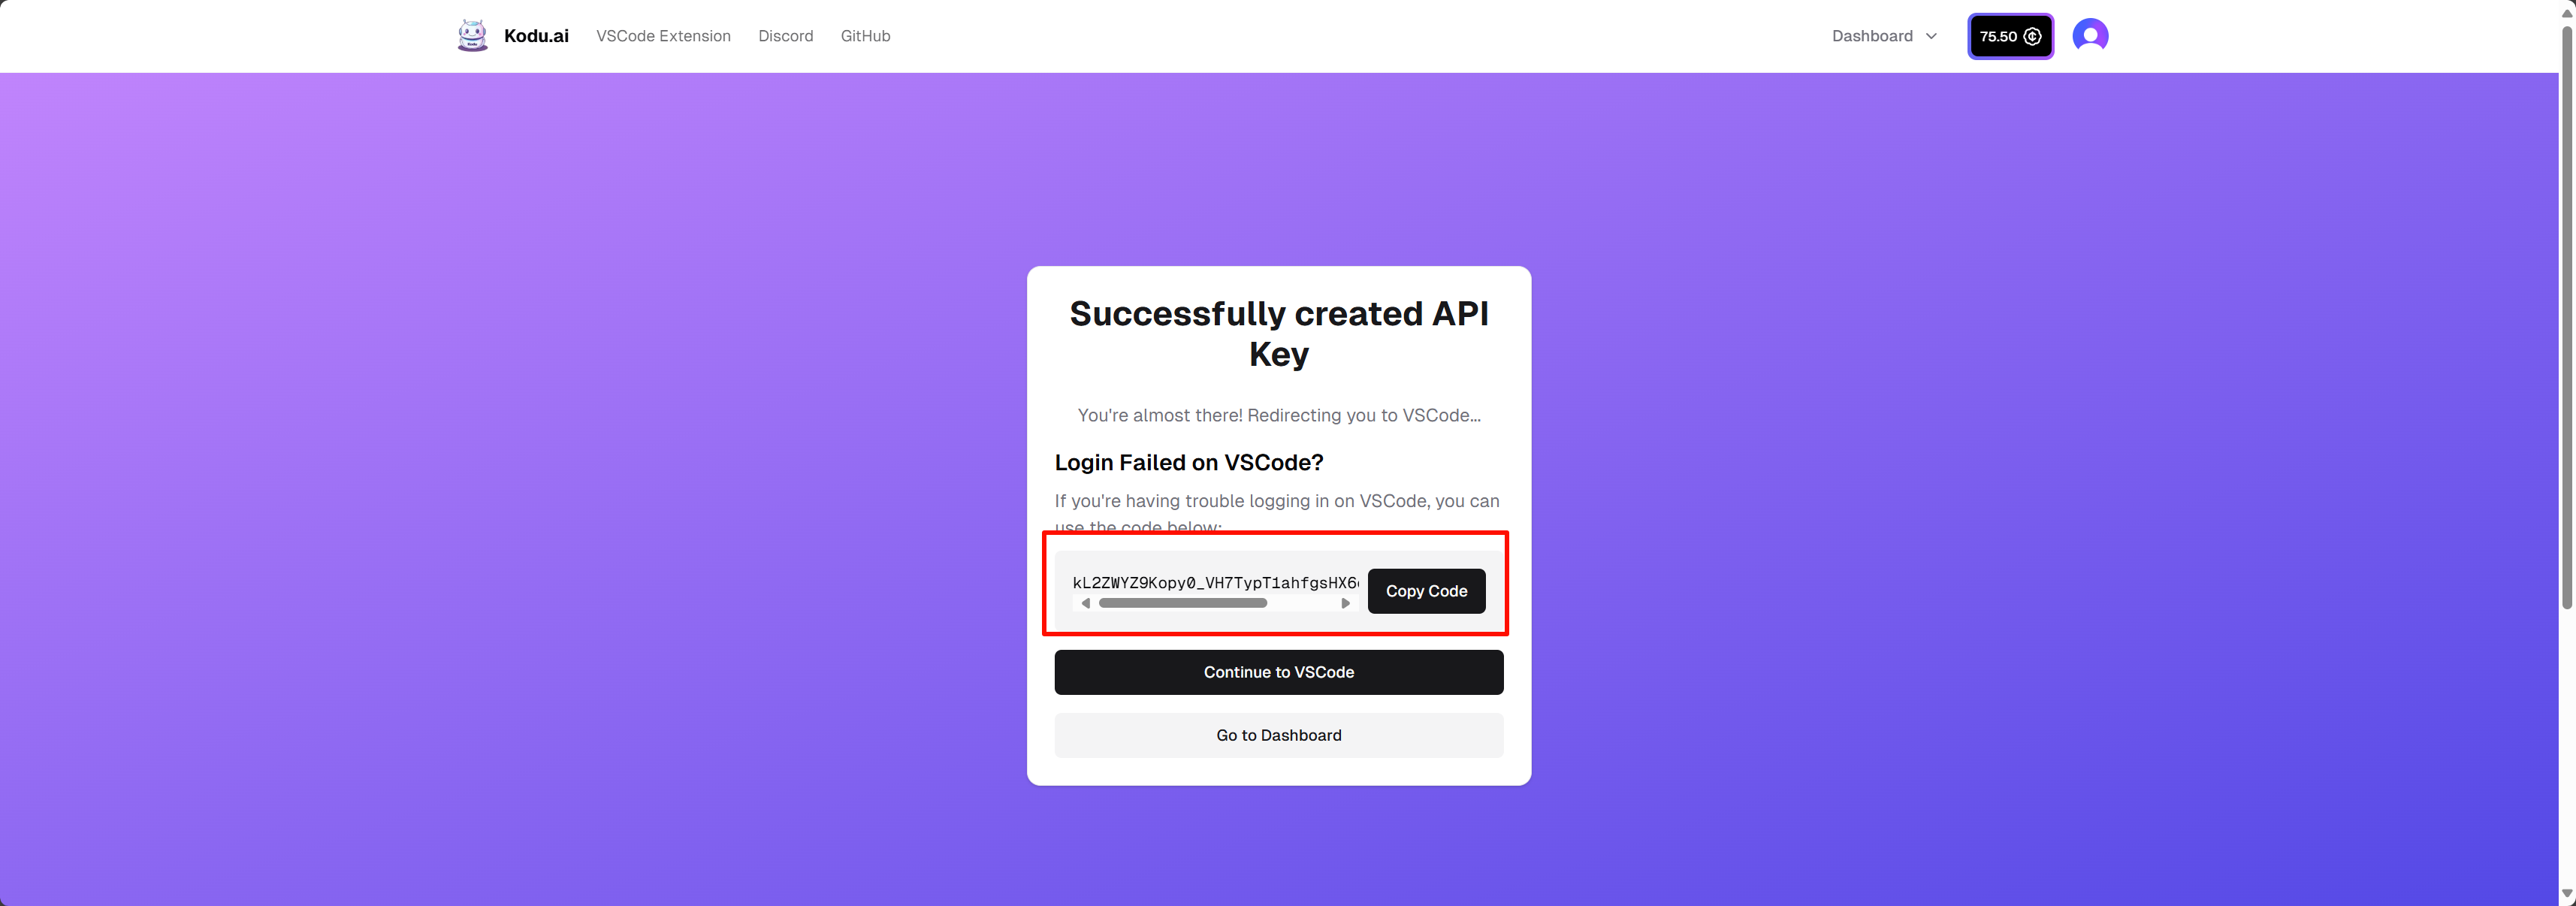 Kodu.ai VSCode Extension Discord GitHub Dashboard 75.50
Successfully created API
Key
You're almost there! Redirecting you to VSCode...
Login Failed on VSCode?
If you're having trouble logging in on VSCode, you can
use the code below:
kL2ZWYZ9Kopy0_VH7TypT1ahfgsHX6 Copy Code
Continue to VSCode
Go to Dashboard